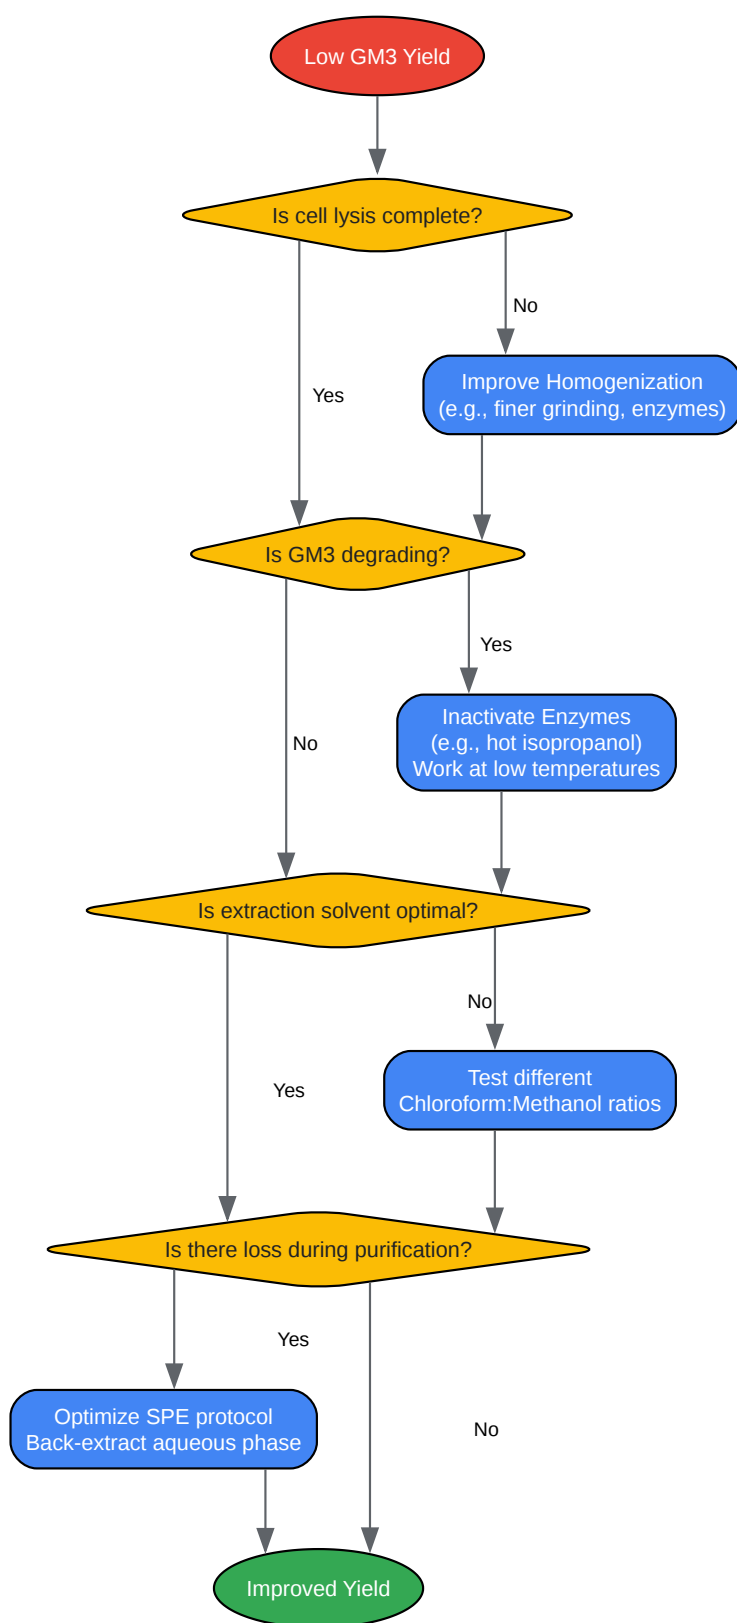 Low GM3 Yield
Is cell lysis complete?
No
Improve Homogenization
(e.g., finer grinding, enzymes)
Yes
Is GM3 degrading?
Yes
Inactivate Enzymes
(e.g., hot isopropanol)
Work at low temperatures
No
Is extraction solvent optimal?
No
Test different
Chloroform:Methanol ratios
Yes
Is there loss during purification?
Yes
Optimize SPE protocol
Back-extract aqueous phase
No
Improved Yield